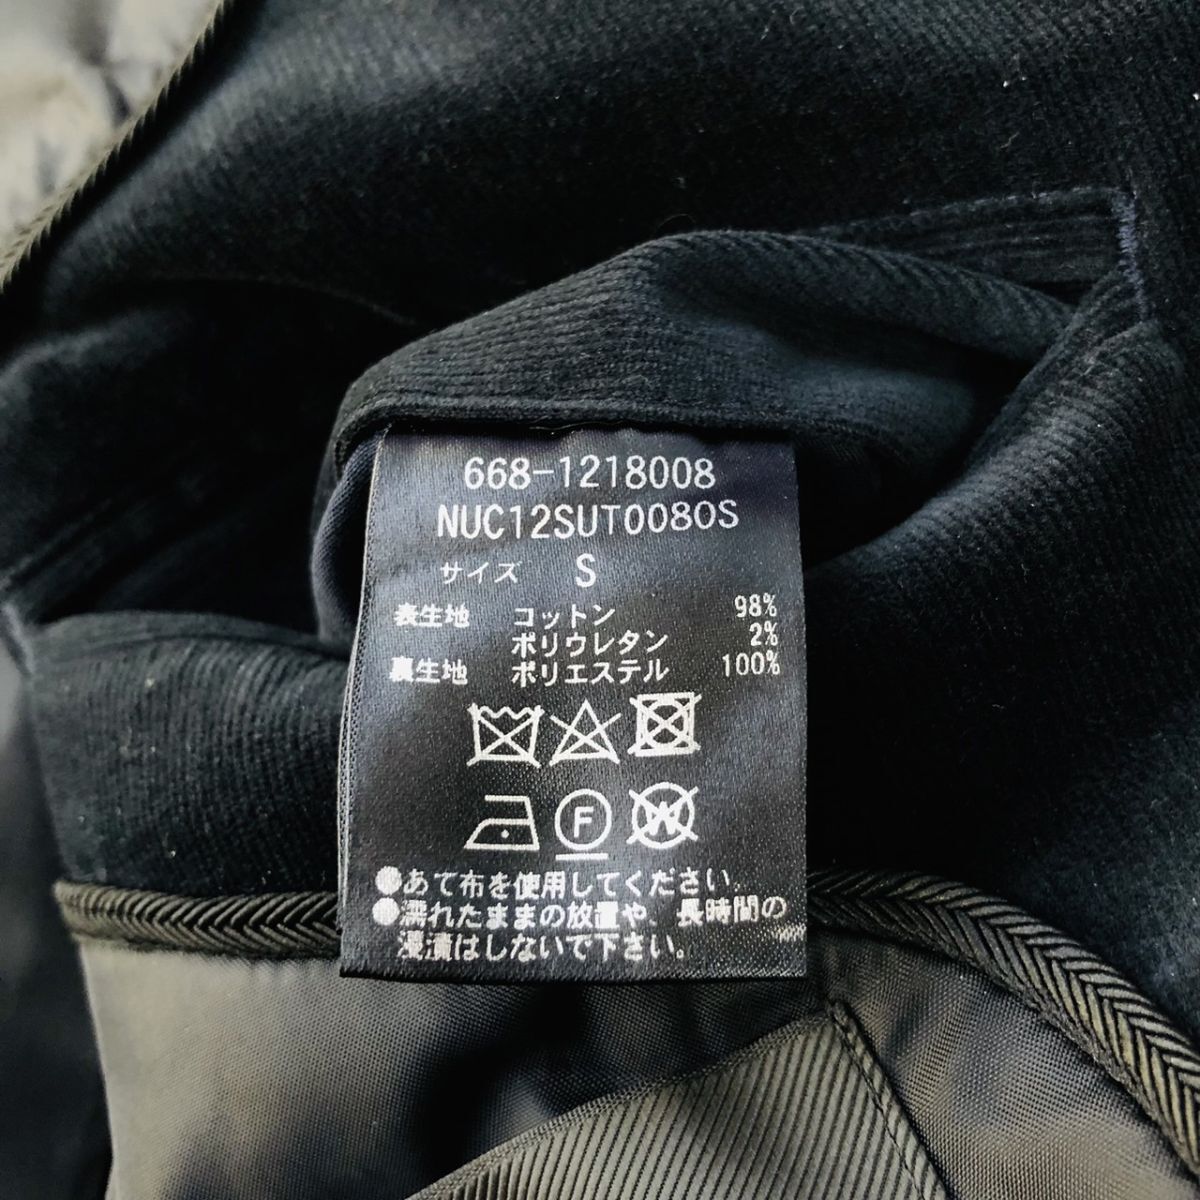 668-1218008
NUC12SUT0080S
サイズ S
表生地 コットン 98%
ポリウレタン 2%
裏生地 ポリエステル 100%
F W
●あて布を使用してください。
●濡れたままの放置や、長時間の
浸漬はしないで下さい。